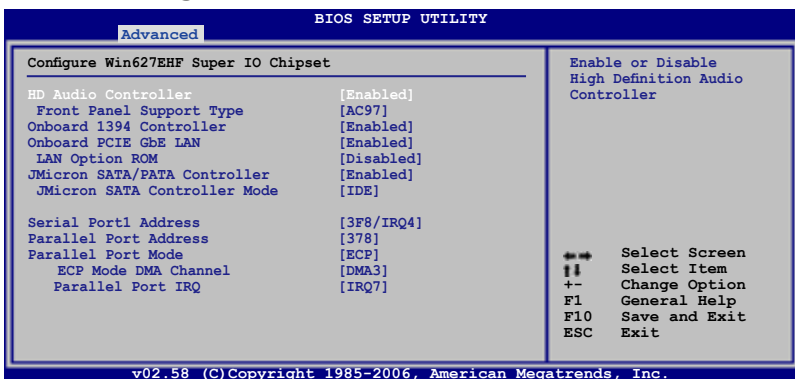 BIOS SETUP UTILITY
Advanced
Configure Win627EHF Super IO Chipset
HD Audio Controller [Enabled]
Front Panel Support Type [AC97]
Onboard 1394 Controller [Enabled]
Onboard PCIE GbE LAN [Enabled]
LAN Option ROM [Disabled]
JMicron SATA/PATA Controller [Enabled]
JMicron SATA Controller Mode [IDE]
Serial Port1 Address [3F8/IRQ4]
Parallel Port Address [378]
Parallel Port Mode [ECP]
ECP Mode DMA Channel [DMA3]
Parallel Port IRQ [IRQ7]
Enable or Disable
High Definition Audio
Controller
←→ Select Screen
↑↓ Select Item
+- Change Option
F1 General Help
F10 Save and Exit
ESC Exit
v02.58 (C)Copyright 1985-2006, American Megatrends, Inc.